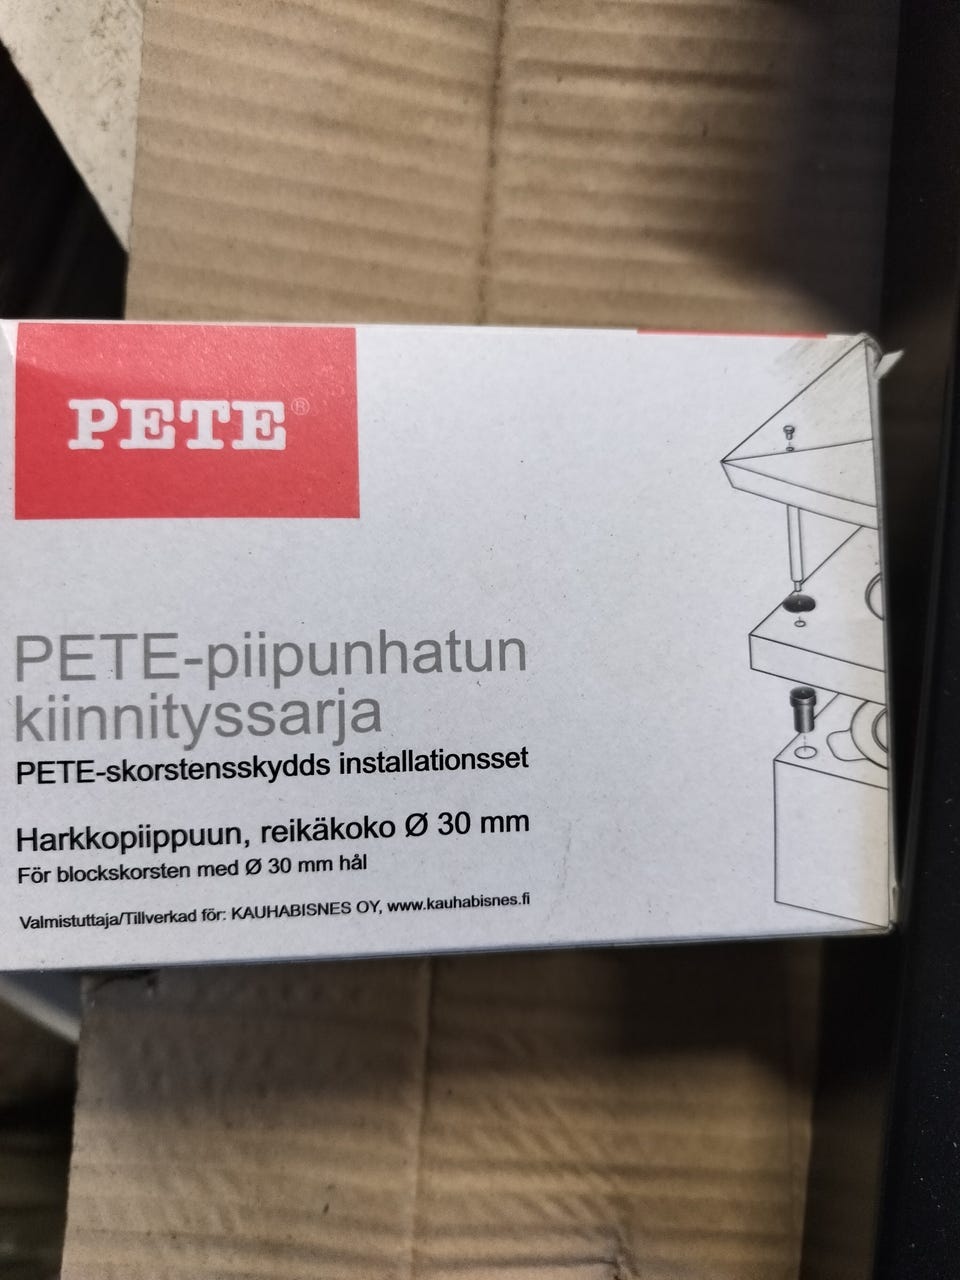 PETE®
PETE-piipunhatun
kiinnityssarja
PETE-skorstensskydds installationsset
Harkkopiippuun, reikäkoko Ø 30 mm
För blockskorsten med Ø 30 mm hål
Valmistuttaja/Tillverkad för: KAUHABISNES OY, www.kauhabisnes.fi